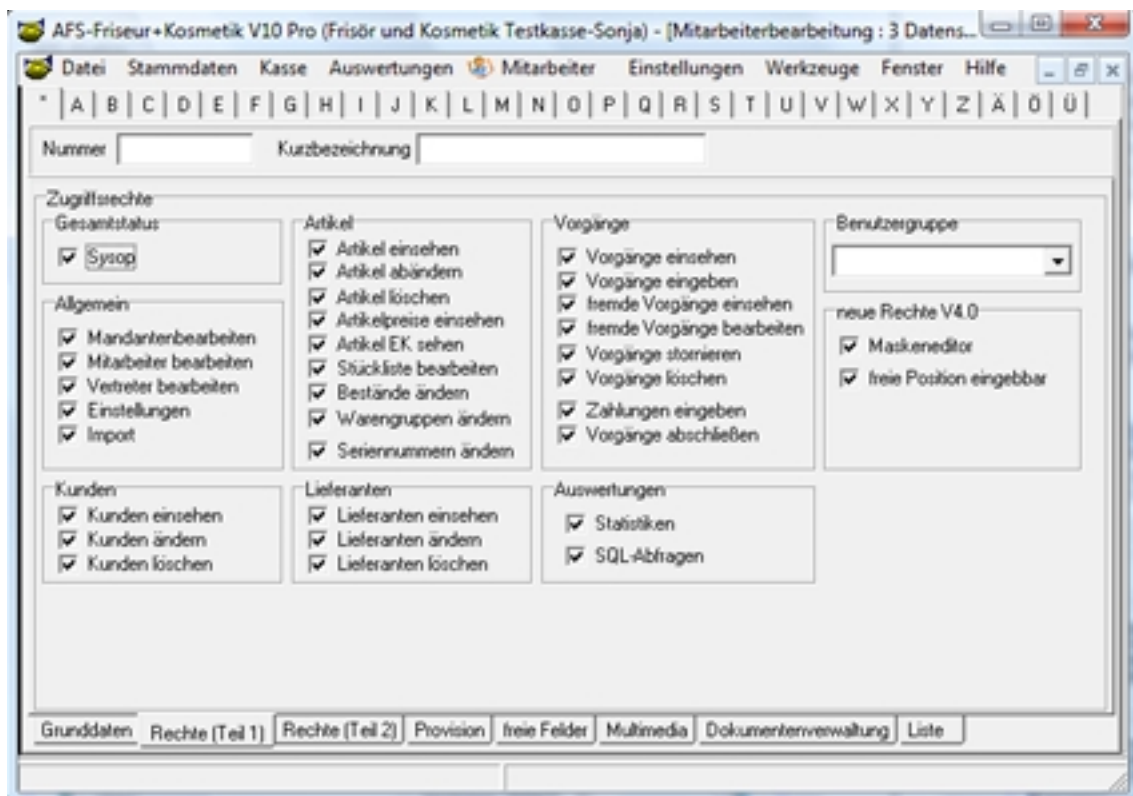 AFS-Friseur+Kosmetik V10 Pro (Frisör und Kosmetik Testkasse-Sonja) - [Mitarbeiterbearbeitung : 3 Datens...
Datei Stammdaten Kasse Auswertungen Mitarbeiter Einstellungen Werkzeuge Fenster Hilfe
* A B C D E F G H I J K L M N O P Q R S T U V W X Y Z Ä Ö Ü
Nummer Kurzbezeichnung
Zugriffsrechte
Gesamtstatus
Sysop
Allgemein
Mandantenbearbeiten
Mitarbeiter bearbeiten
Vertreter bearbeiten
Einstellungen
Import
Kunden
Kunden einsehen
Kunden ändern
Kunden löschen
Artikel
Artikel einsehen
Artikel abändern
Artikel löschen
Artikelpreise einsehen
Artikel EK sehen
Stückliste bearbeiten
Bestände ändern
Warengruppen ändern
Seriennummern ändern
Lieferanten
Lieferanten einsehen
Lieferanten ändern
Lieferanten löschen
Vorgänge
Vorgänge einsehen
Vorgänge eingeben
fremde Vorgänge einsehen
fremde Vorgänge bearbeiten
Vorgänge stornieren
Vorgänge löschen
Zahlungen eingeben
Vorgänge abschließen
Auswertungen
Statistiken
SQL-Abfragen
Benutzergruppe
neue Rechte V4.0
Maskeneditor
freie Position eingebbar
Grunddaten Rechte (Teil 1) Rechte (Teil 2) Provision freie Felder Multimedia Dokumentenverwaltung Liste